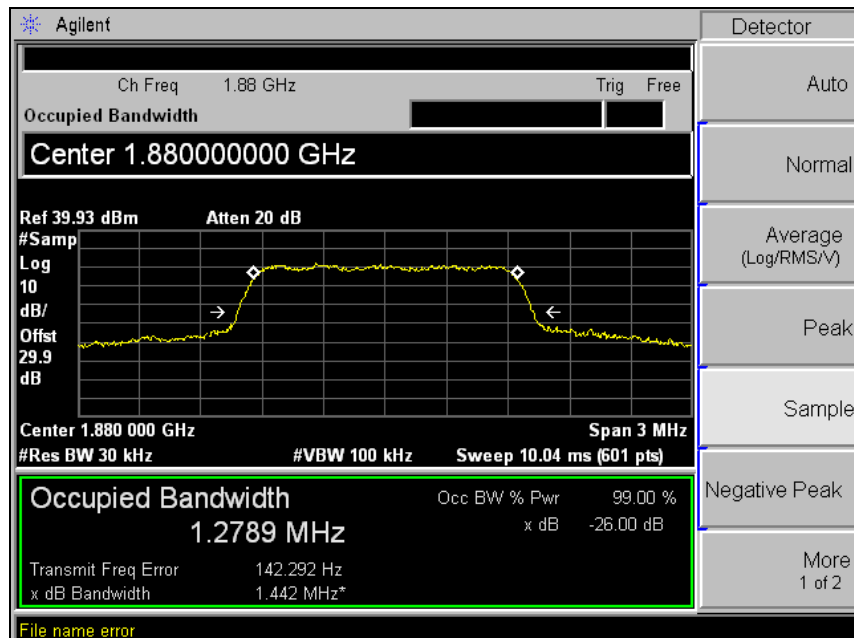 Agilent
Detector
Ch Freq 1.88 GHz Trig Free
Occupied Bandwidth
Center 1.880000000 GHz
Ref 39.93 dBm Atten 20 dB
#Samp
Log
10
dB/
Offst
29.9
dB
Center 1.880 000 GHz Span 3 MHz
#Res BW 30 kHz #VBW 100 kHz Sweep 10.04 ms (601 pts)
Occupied Bandwidth
1.2789 MHz
Occ BW % Pwr 99.00 %
x dB -26.00 dB
Transmit Freq Error 142.292 Hz
x dB Bandwidth 1.442 MHz*
File name error
Auto
Normal
Average
(Log/RMS/V)
Peak
Sample
Negative Peak
More
1 of 2